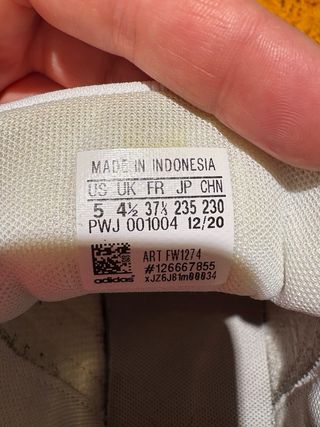 MADE IN INDONESIA
US UK FR JP CHN
5 4½ 37⅓ 235 230
PWJ 001004 12/20
ART FW1274
#126667855
adidas xJZ6J81m00034